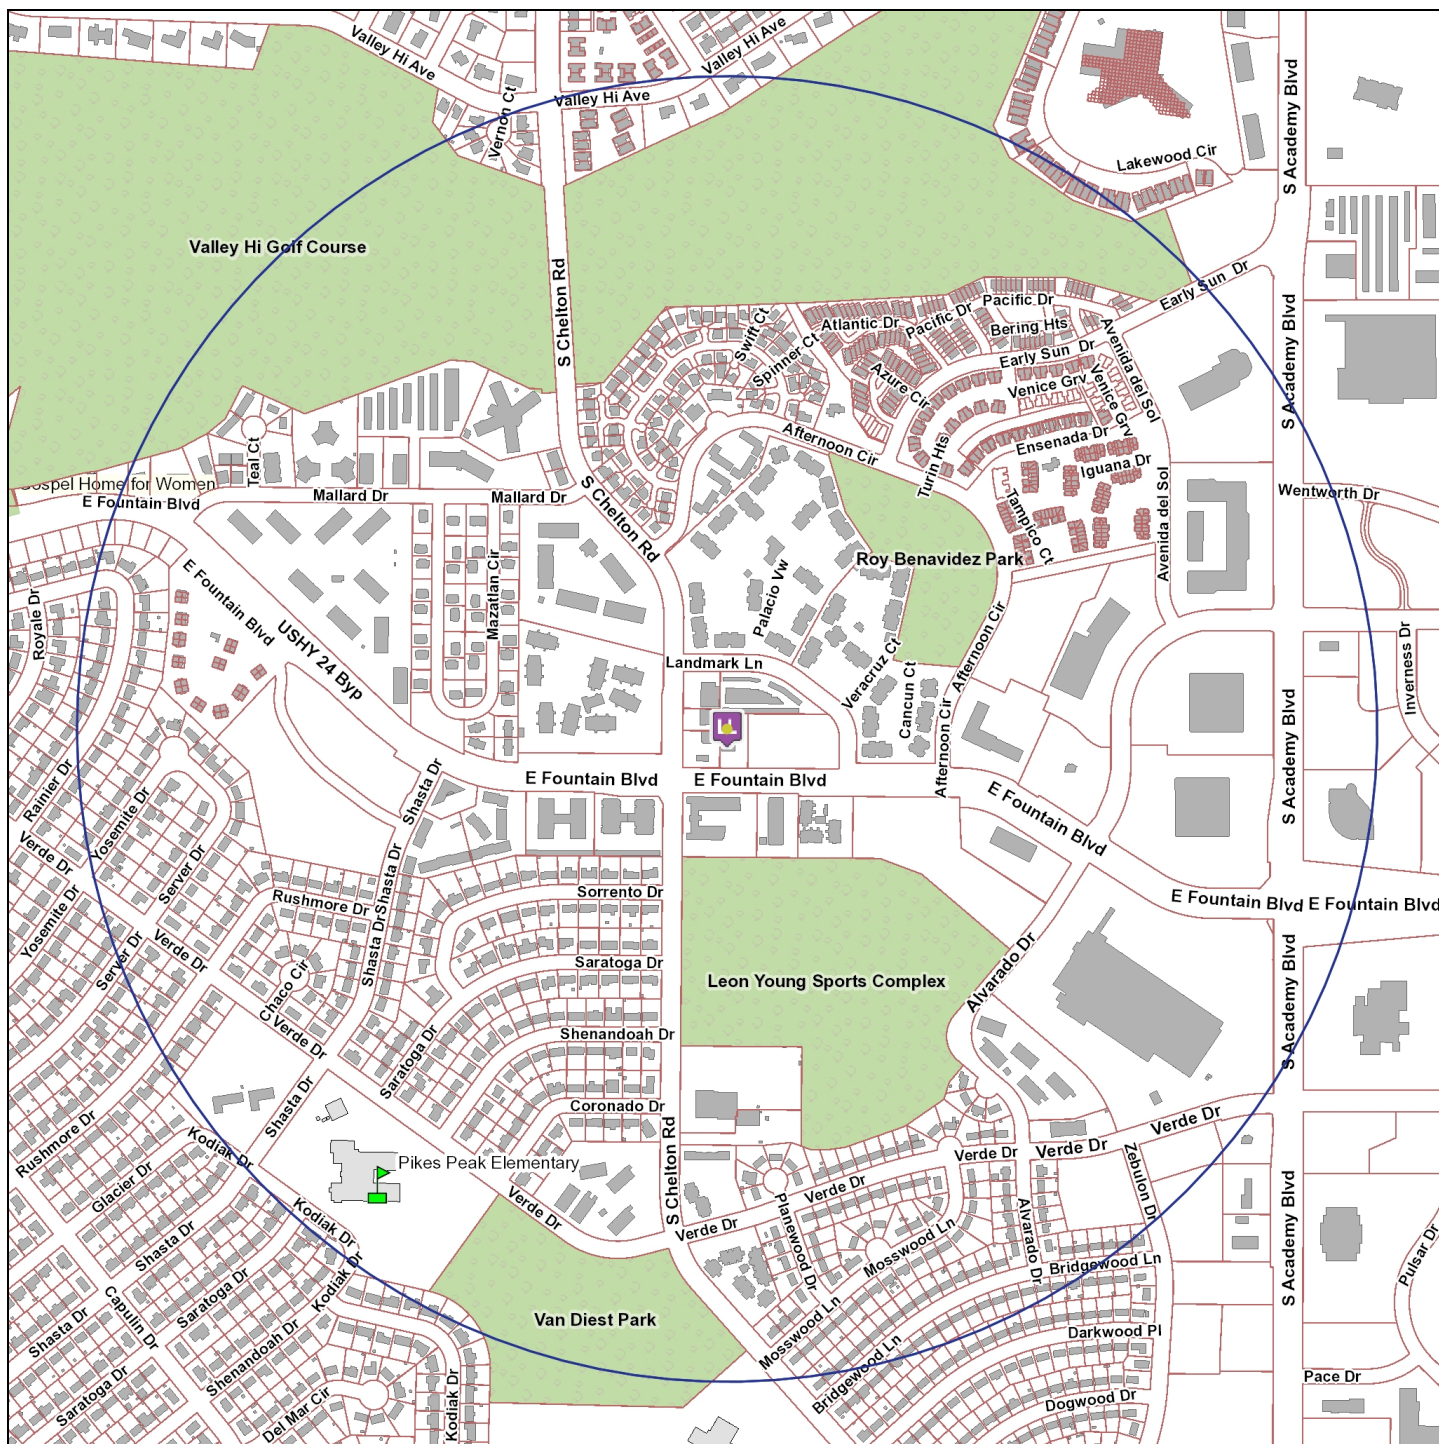 Valley Hi Ave
Valley Hi Ave
Valley Hi Ave
Vernon Ct
S Academy Blvd
Lakewood Cir
Valley Hi Golf Course
S Chelton Rd
Early Sun Dr
Pacific Dr
Pacific Dr
Atlantic Dr
Bering Hts
Swift Ct
Spinner Ct
Early Sun Dr
Avenida del Sol
S Academy Blvd
Azure Cir
Venice Grv
Venice Grv
Afternoon Cir
Ensenada Dr
Iguana Dr
Turin Hts
Teal Ct
Gospel Home for Women
E Fountain Blvd
Mallard Dr
Mallard Dr
S Chelton Rd
Wentworth Dr
Tampico Ct
Avenida del Sol
Roy Benavidez Park
E Fountain Blvd
Mazatlan Cir
Palacio Vw
Royale Dr
USHY 24 Byp
Landmark Ln
Veracruz Ct
Cancun Ct
Afternoon Cir
Afternoon Cir
Inverness Dr
S Academy Blvd
E Fountain Blvd
E Fountain Blvd
E Fountain Blvd
Shasta Dr
Rainier Dr
Yosemite Dr
Verde Dr
Server Dr
Shasta Dr
Rushmore Dr
Sorrento Dr
E Fountain Blvd
E Fountain Blvd
Yosemite Dr
Server Dr
Verde Dr
Shasta Dr
Saratoga Dr
Leon Young Sports Complex
Alvarado Dr
S Academy Blvd
Chaco Cir
Verde Dr
Shenandoah Dr
Saratoga Dr
Coronado Dr
Shasta Dr
Rushmore Dr
Kodiak Dr
Pikes Peak Elementary
S Chelton Rd
Verde Dr
Verde Dr
Verde Dr
Zebulon Dr
Glacier Dr
Verde Dr
Verde Dr
Planewood Dr
Verde Dr
Alvarado Dr
Kodiak Dr
Shasta Dr
Mosswood Ln
Bridgewood Ln
S Academy Blvd
Pulsar Dr
Kodiak Dr
Saratoga Dr
Capulin Dr
Shasta Dr
Shenandoah Dr
Van Diest Park
Mosswood Ln
Bridgewood Ln
Darkwood Pl
Pace Dr
Saratoga Dr
Del Mar Cir
Kodiak Dr
Dogwood Dr